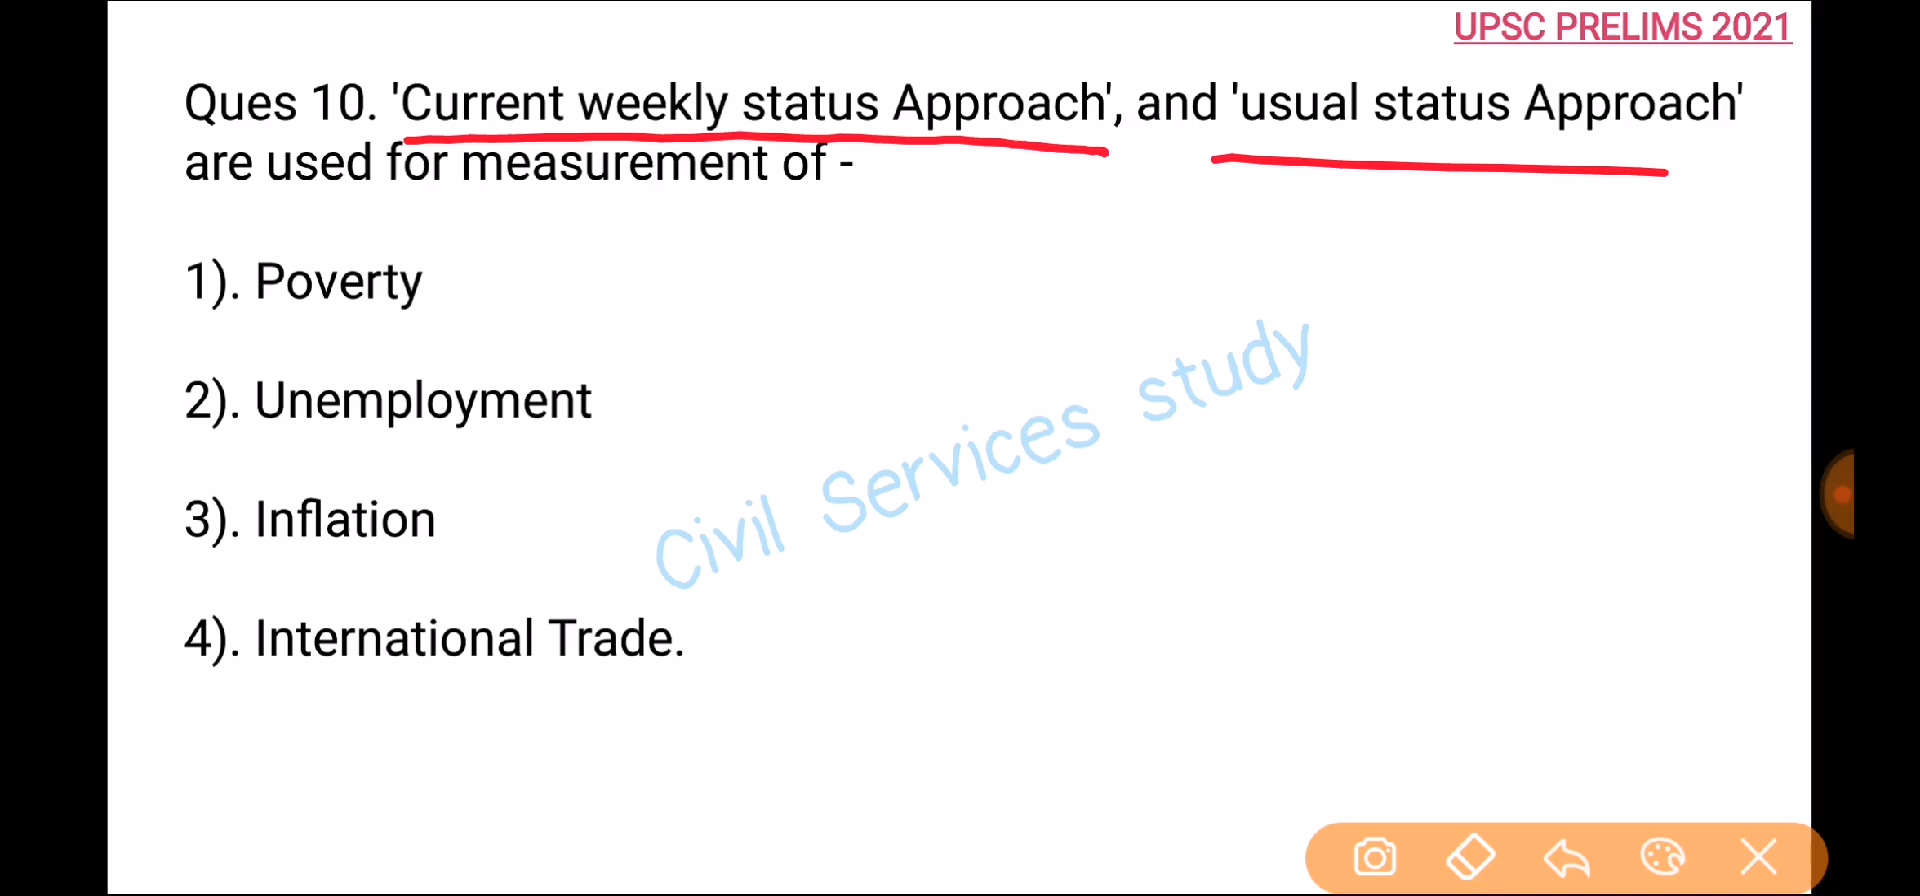 UPSC PRELIMS 2021
Ques 10. 'Current weekly status Approach', and 'usual status Approach'
are used for measurement of -
1). Poverty
2). Unemployment
3). Inflation
4). International Trade.
Civil Services study